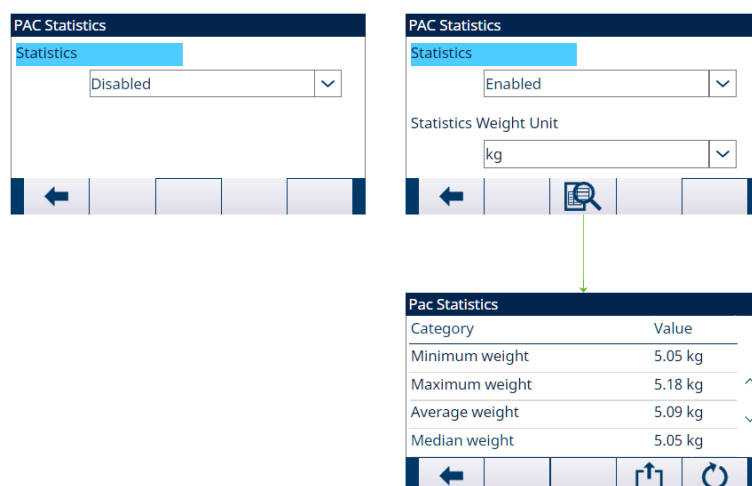 PAC Statistics
Statistics
Disabled
PAC Statistics
Statistics
Enabled
Statistics Weight Unit
kg
Pac Statistics
Category Value
Minimum weight 5.05 kg
Maximum weight 5.18 kg
Average weight 5.09 kg
Median weight 5.05 kg